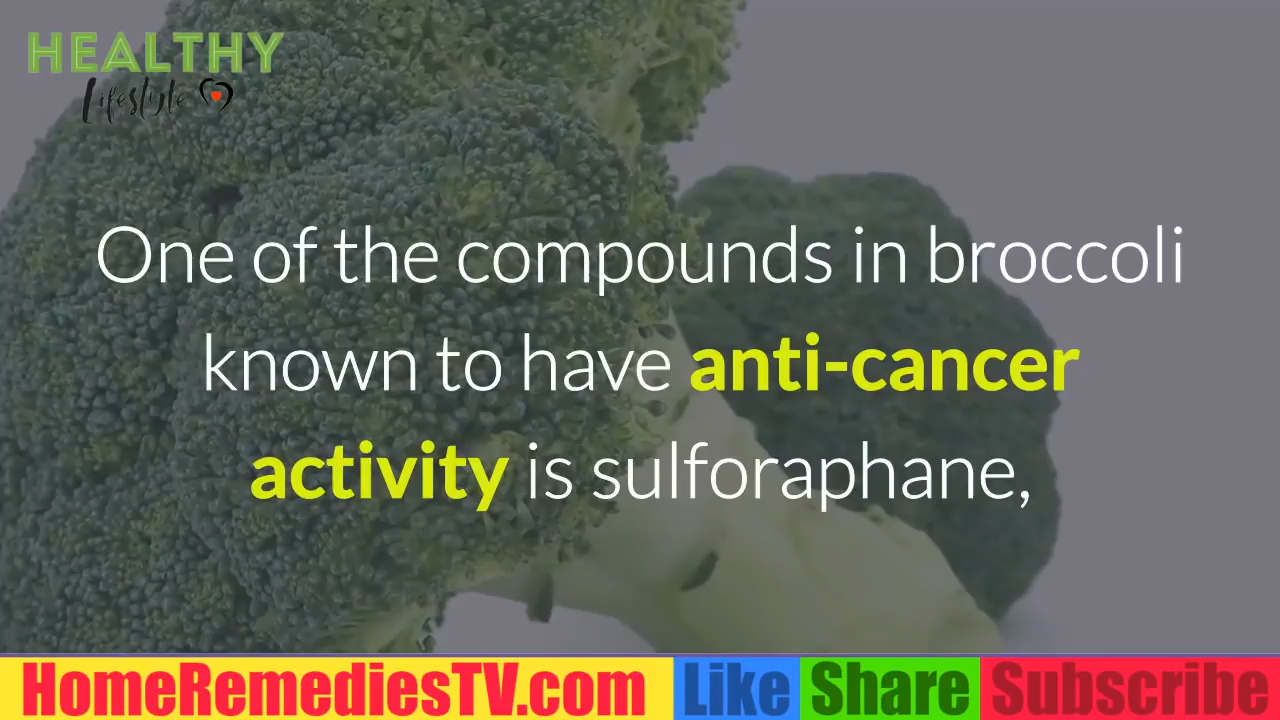 HEALTHY
Lifestyle
One of the compounds in broccoli
known to have anti-cancer
activity is sulforaphane,
HomeRemediesTV.com Like Share Subscribe